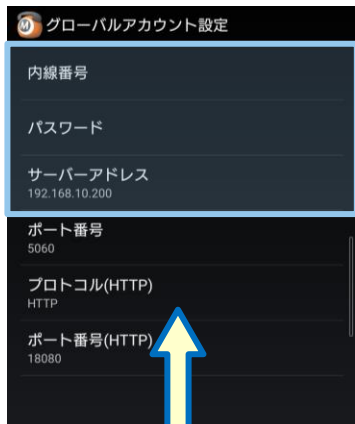 グローバルアカウント設定
内線番号
パスワード
サーバーアドレス
192.168.10.200
ポート番号
5060
プロトコル(HTTP)
HTTP
ポート番号(HTTP)
18080